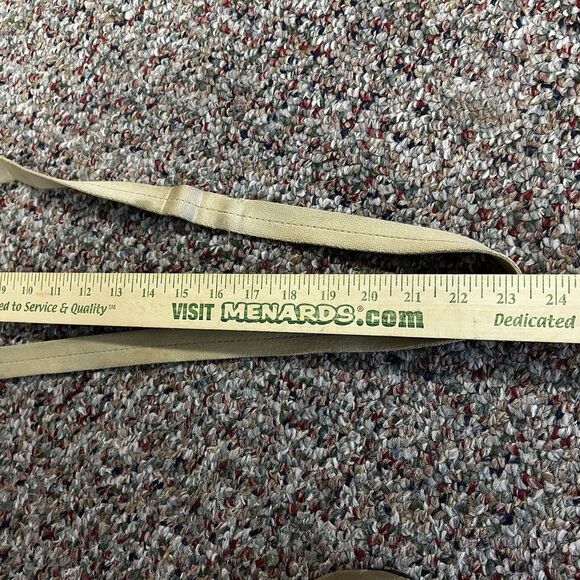 9 10 11 12 13 14 15 16 17 18 19 20 21 22 23 24
ed to Service & Quality℠ VISIT MENARDS.com Dedicated